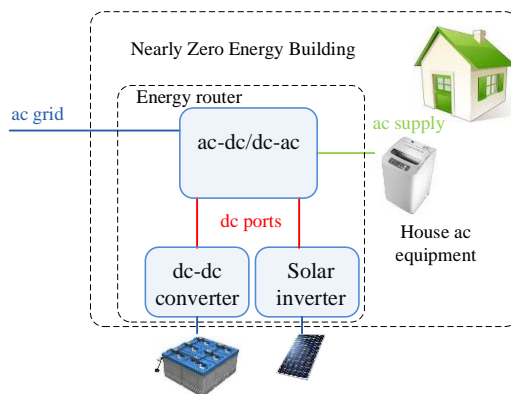 Nearly Zero Energy Building
Energy router
ac grid
ac-dc/dc-ac
ac supply
dc ports
House ac
equipment
dc-dc
converter
Solar
inverter